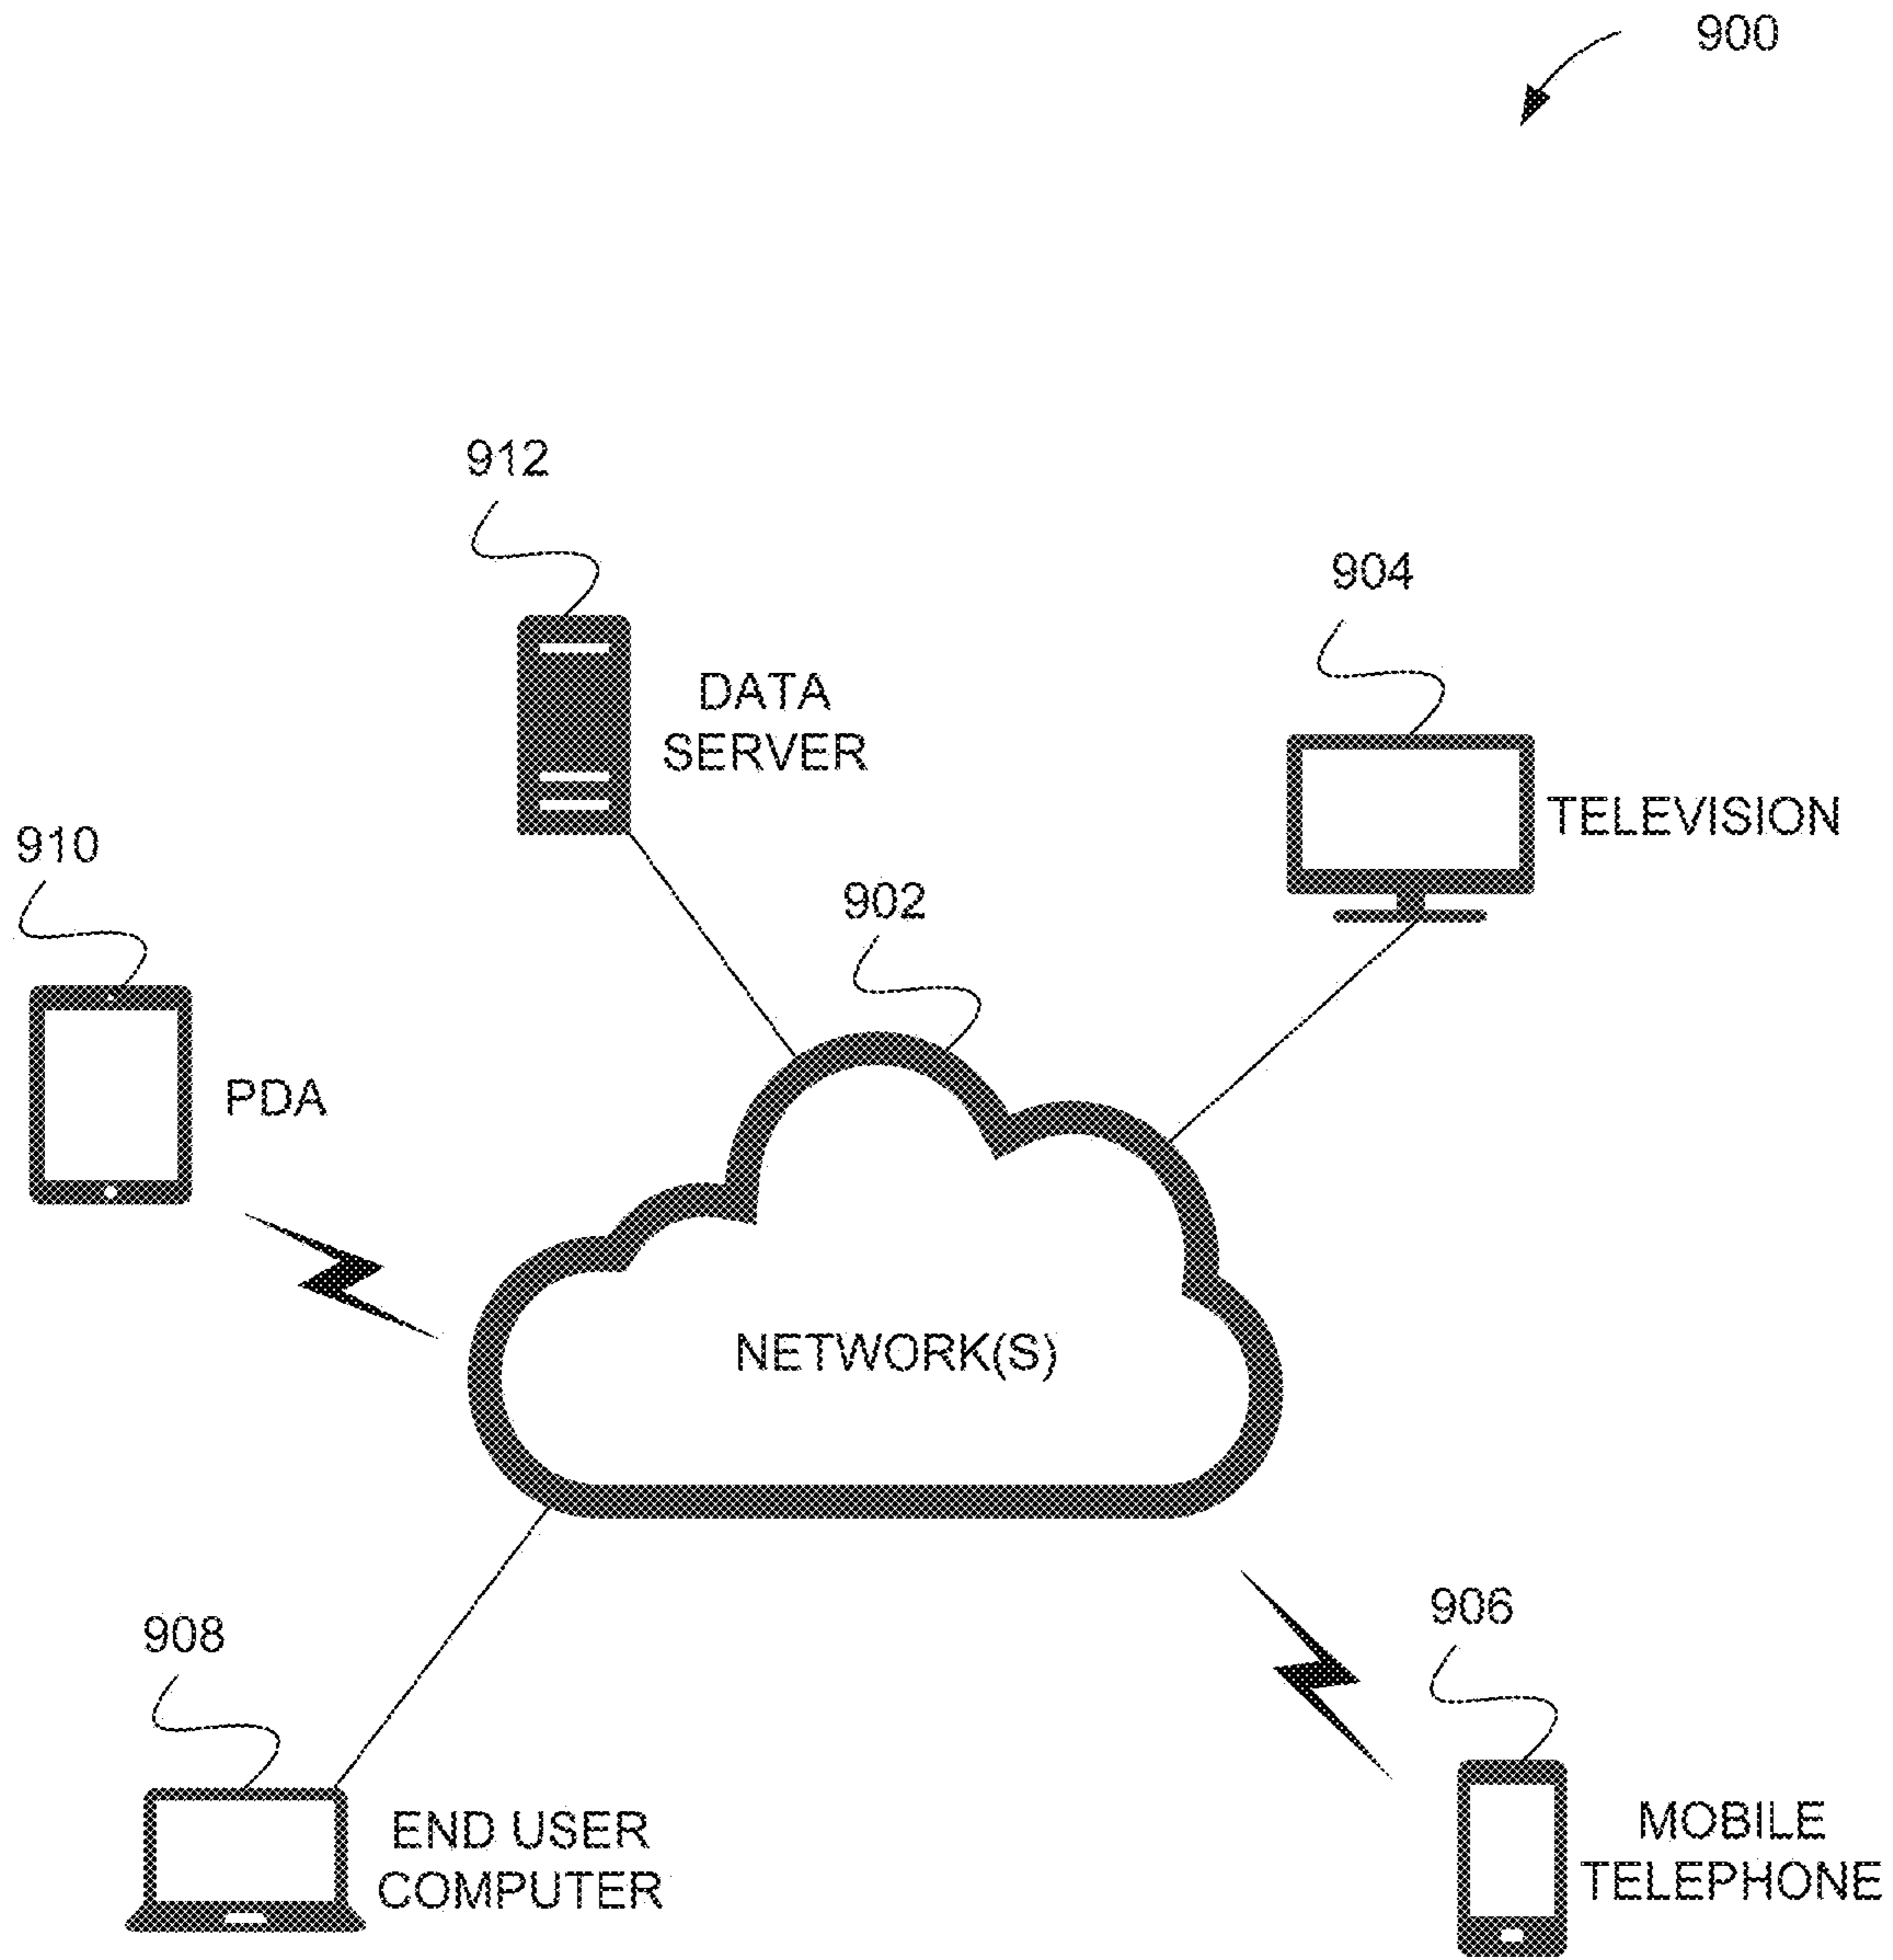 900
912
DATA
SERVER
904
TELEVISION
910
PDA
902
NETWORK(S)
908
END USER
COMPUTER
906
MOBILE
TELEPHONE